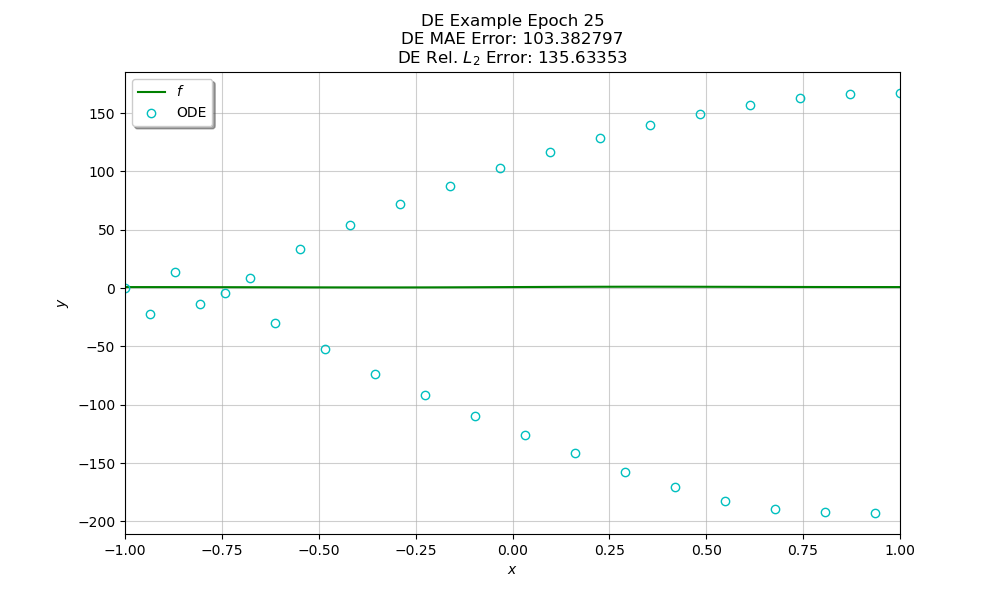 DE Example Epoch 25
DE MAE Error: 103.382797
DE Rel. L₂ Error: 135.63353
f
ODE
150
100
50
0
−50
−100
−150
−200
y
−1.00 −0.75 −0.50 −0.25 0.00 0.25 0.50 0.75 1.00
x